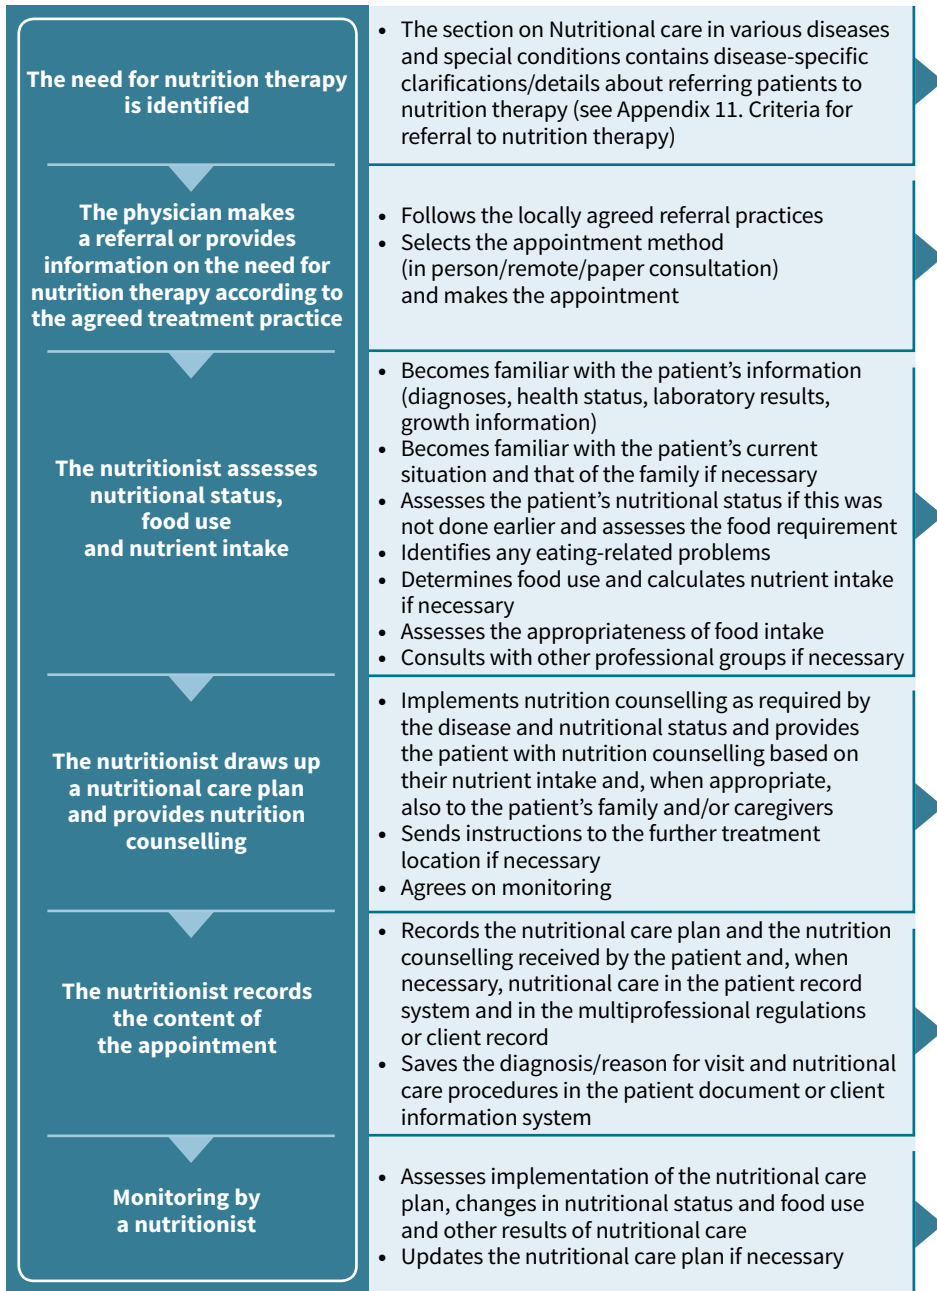 The need for nutrition therapy
is identified
• The section on Nutritional care in various diseases
and special conditions contains disease-specific
clarifications/details about referring patients to
nutrition therapy (see Appendix 11. Criteria for
referral to nutrition therapy)
The physician makes
a referral or provides
information on the need for
nutrition therapy according to
the agreed treatment practice
• Follows the locally agreed referral practices
• Selects the appointment method
(in person/remote/paper consultation)
and makes the appointment
The nutritionist assesses
nutritional status,
food use
and nutrient intake
• Becomes familiar with the patient's information
(diagnoses, health status, laboratory results,
growth information)
• Becomes familiar with the patient's current
situation and that of the family if necessary
• Assesses the patient's nutritional status if this was
not done earlier and assesses the food requirement
• Identifies any eating-related problems
• Determines food use and calculates nutrient intake
if necessary
• Assesses the appropriateness of food intake
• Consults with other professional groups if necessary
The nutritionist draws up
a nutritional care plan
and provides nutrition
counselling
• Implements nutrition counselling as required by
the disease and nutritional status and provides
the patient with nutrition counselling based on
their nutrient intake and, when appropriate,
also to the patient's family and/or caregivers
• Sends instructions to the further treatment
location if necessary
• Agrees on monitoring
The nutritionist records
the content of
the appointment
• Records the nutritional care plan and the nutrition
counselling received by the patient and, when
necessary, nutritional care in the patient record
system and in the multiprofessional regulations
or client record
• Saves the diagnosis/reason for visit and nutritional
care procedures in the patient document or client
information system
Monitoring by
a nutritionist
• Assesses implementation of the nutritional care
plan, changes in nutritional status and food use
and other results of nutritional care
• Updates the nutritional care plan if necessary